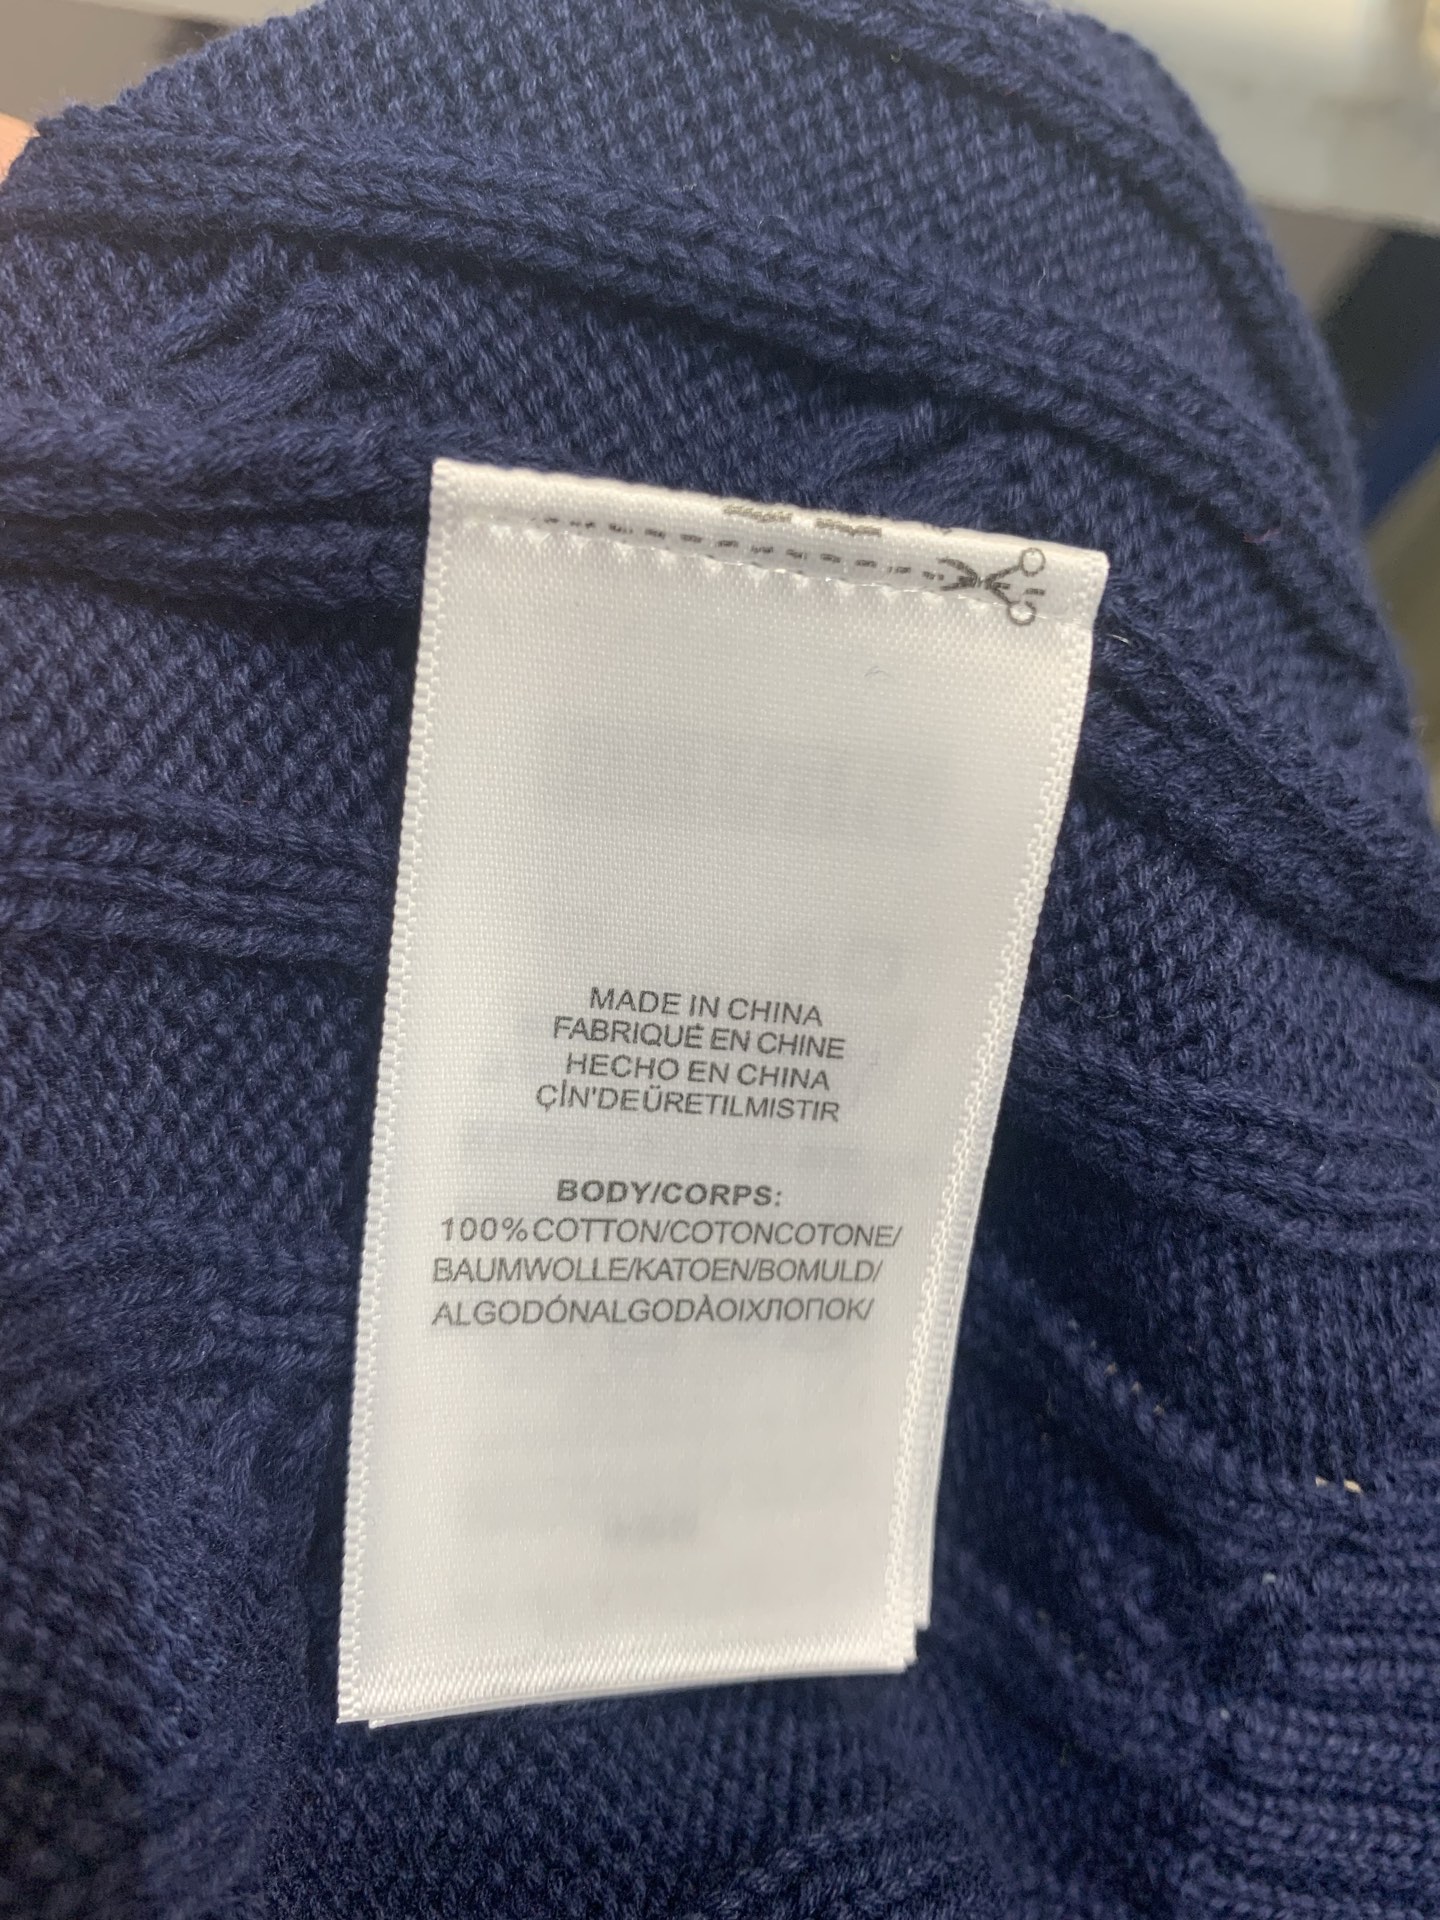 MADE IN CHINA
FABRIQUÉ EN CHINE
HECHO EN CHINA
ÇİN'DEÜRETILMISTIR
BODY/CORPS:
100%COTTON/COTONCOTONE/
BAUMWOLLE/KATOEN/BOMULD/
ALGODÓNALGODÀOIXЛОПОК/